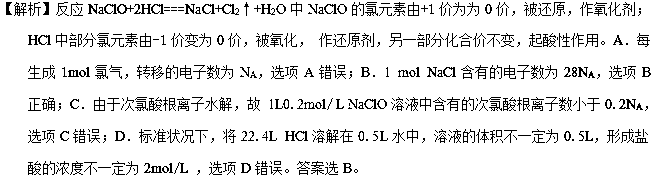 【解析】反应 NaClO+2HCl===NaCl+Cl₂↑+H₂O 中 NaClO 的氯元素由+1 价为为 0 价，被还原，作氧化剂；
HCl 中部分氯元素由-1 价变为 0 价，被氧化， 作还原剂，另一部分化合价不变，起酸性作用。A．每
生成 1mol 氯气，转移的电子数为 Nᴀ，选项 A 错误；B．1 mol NaCl 含有的电子数为 28Nᴀ，选项 B
正确；C．由于次氯酸根离子水解，故 1L0.2mol/L NaClO 溶液中含有的次氯酸根离子数小于 0.2Nᴀ，
选项 C 错误；D．标准状况下，将 22.4L HCl 溶解在 0.5L 水中，溶液的体积不一定为 0.5L，形成盐
酸的浓度不一定为 2mol/L ，选项 D 错误。答案选 B。